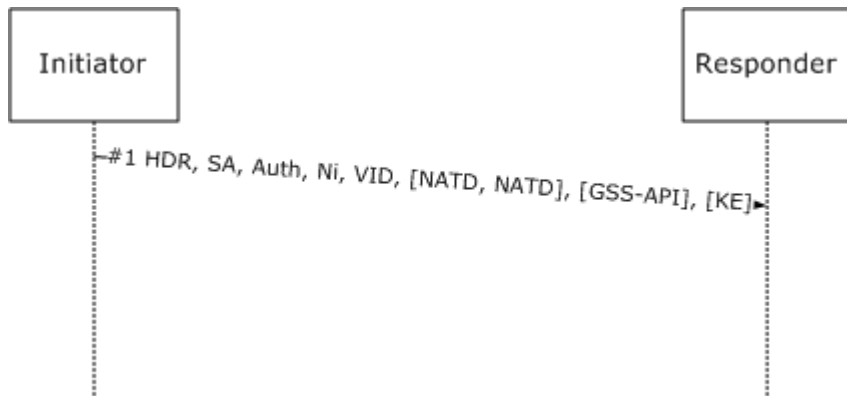 Initiator
Responder
#1 HDR, SA, Auth, Ni, VID, [NATD, NATD], [GSS-API], [KE]